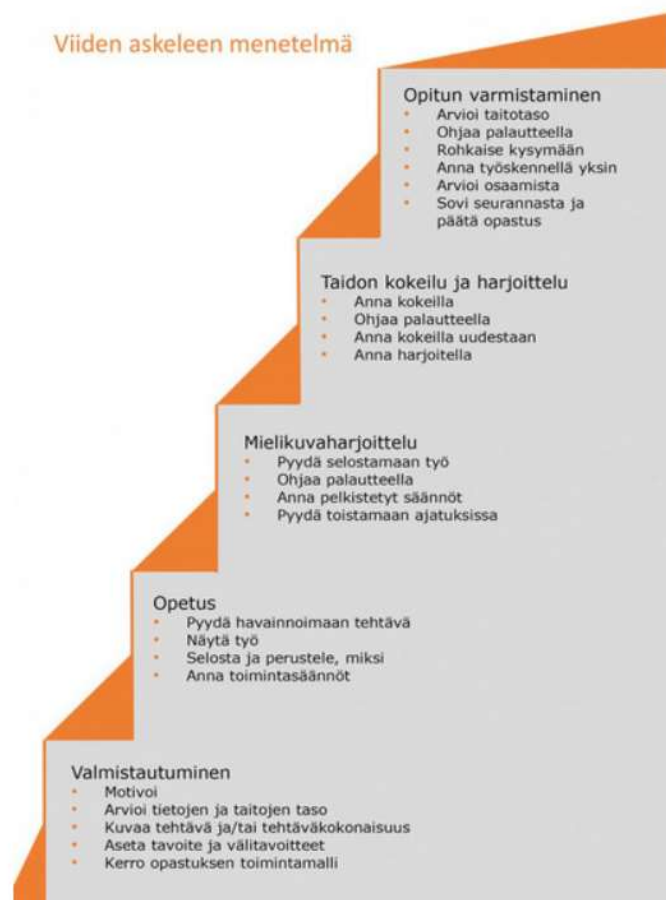 Viiden askeleen menetelmä
Opitun varmistaminen
• Arvioi taitotaso
• Ohjaa palautteella
• Rohkaise kysymään
• Anna työskennellä yksin
• Arvioi osaamista
• Sovi seurannasta ja
päätä opastus
Taidon kokeilu ja harjoittelu
• Anna kokeilla
• Ohjaa palautteella
• Anna kokeilla uudestaan
• Anna harjoitella
Mielikuvaharjoittelu
• Pyydä selostamaan työ
• Ohjaa palautteella
• Anna pelkistetyt säännöt
• Pyydä toistamaan ajatuksissa
Opetus
• Pyydä havainnoimaan tehtävä
• Näytä työ
• Selosta ja perustele, miksi
• Anna toimintasäännöt
Valmistautuminen
• Motivoi
• Arvioi tietojen ja taitojen taso
• Kuvaa tehtävä ja/tai tehtäväkokonaisuus
• Aseta tavoite ja välitavoitteet
• Kerro opastuksen toimintamalli